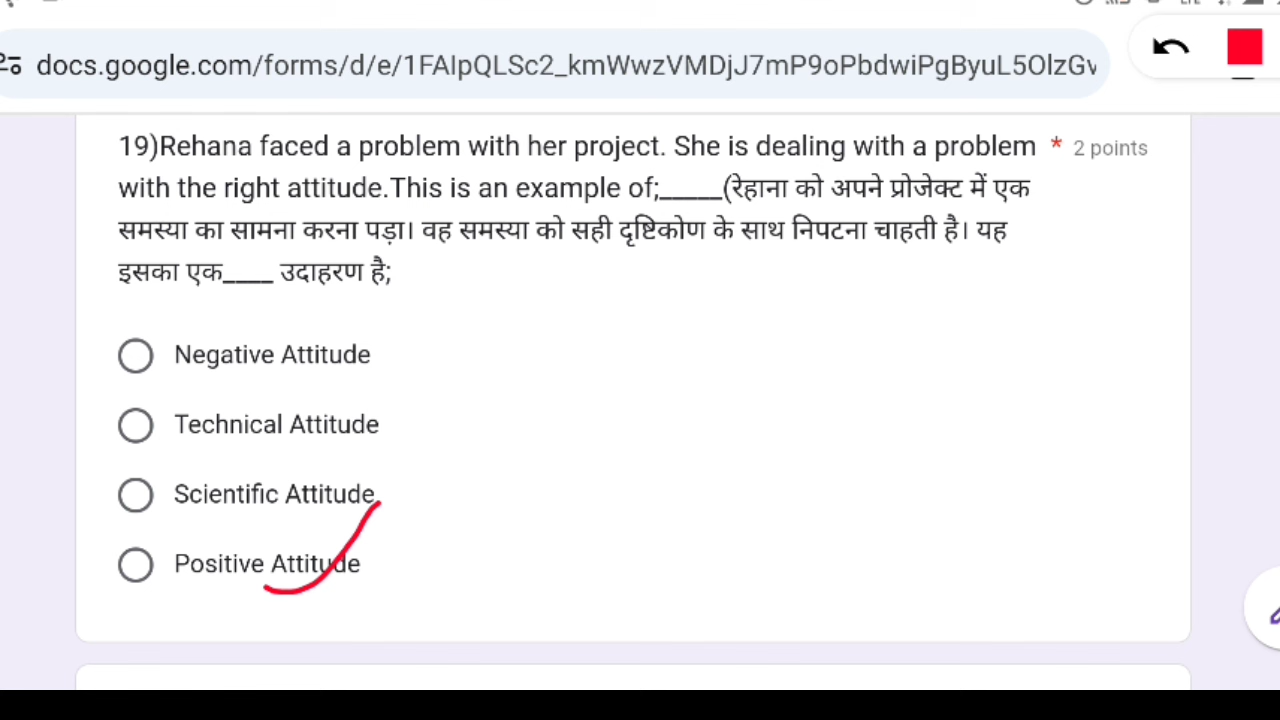 docs.google.com/forms/d/e/1FAIpQLSc2_kmWwzVMDjJ7mP9oPbdwiPgByuL5OlzGv
19)Rehana faced a problem with her project. She is dealing with a problem * 2 points
with the right attitude.This is an example of;_____(रेहाना को अपने प्रोजेक्ट में एक
समस्या का सामना करना पड़ा। वह समस्या को सही दृष्टिकोण के साथ निपटना चाहती है। यह
इसका एक____ उदाहरण है;
Negative Attitude
Technical Attitude
Scientific Attitude
Positive Attitude